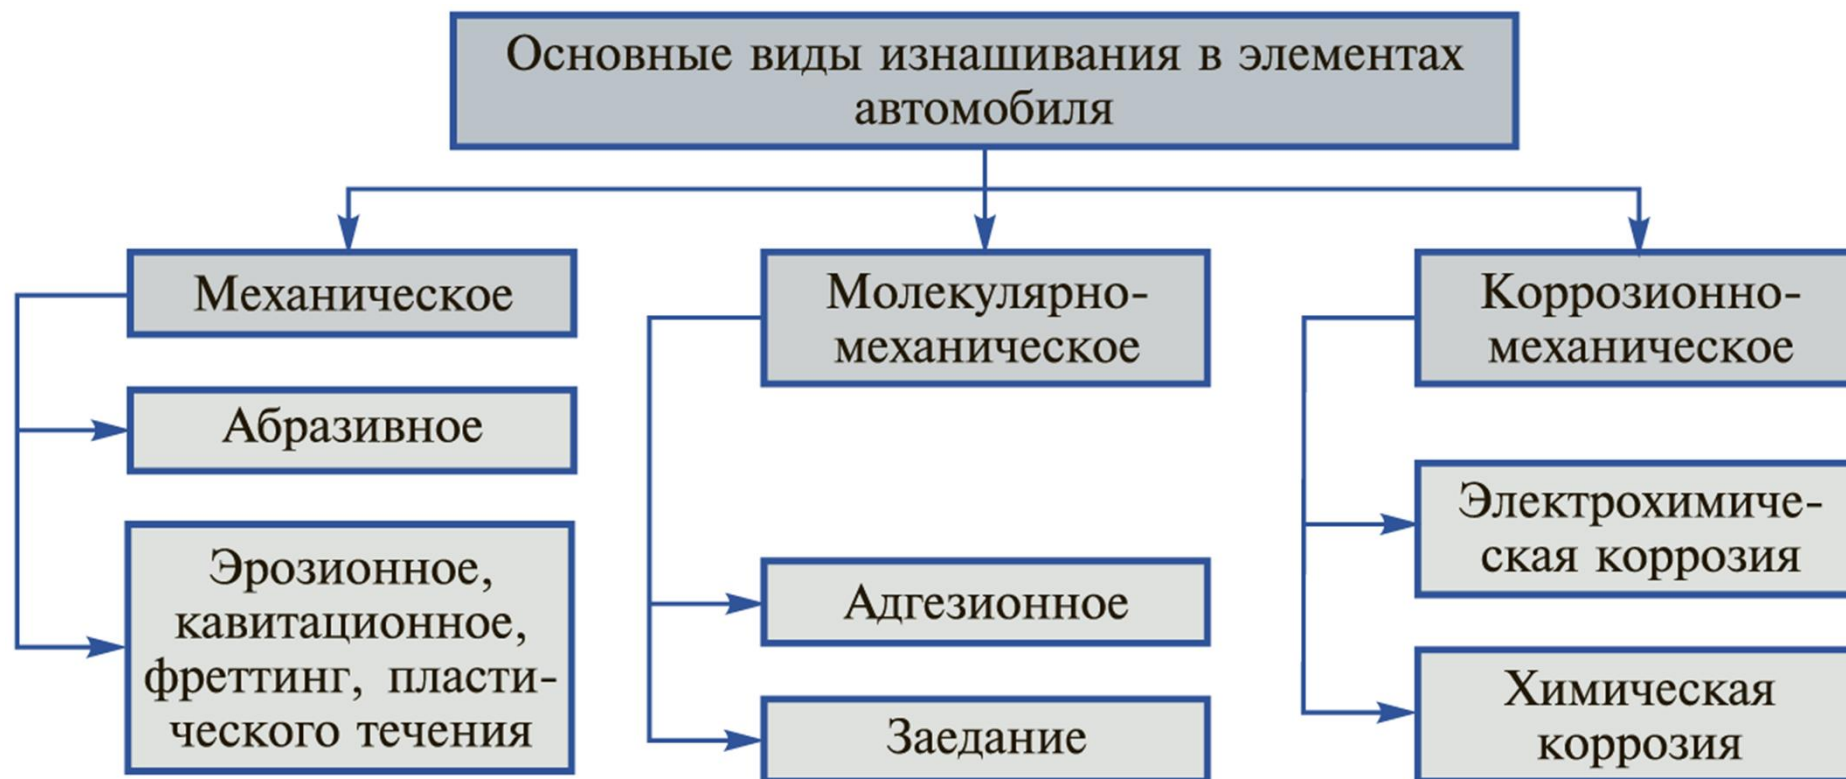 Основные виды изнашивания в элементах
автомобиля
Механическое
Абразивное
Эрозионное,
кавитационное,
фреттинг, пласти-
ческого течения
Молекулярно-
механическое
Адгезионное
Заедание
Коррозионно-
механическое
Электрохимиче-
ская коррозия
Химическая
коррозия